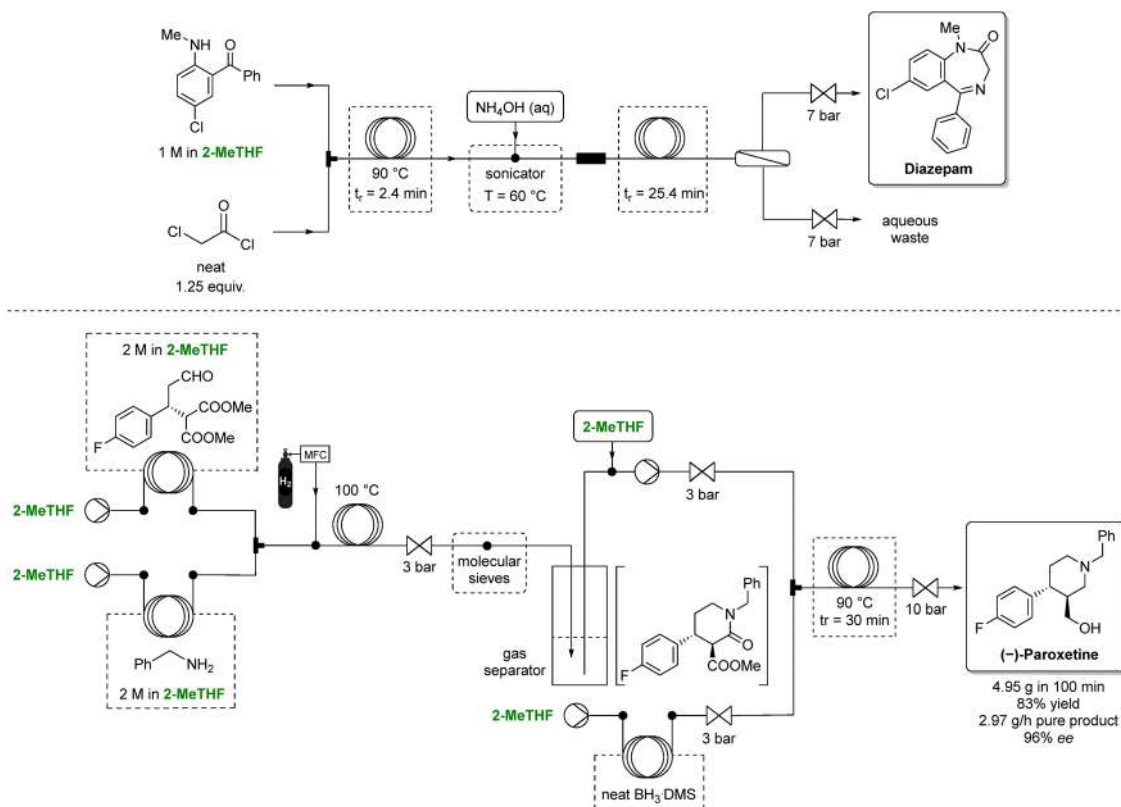 Me
NH
O
Ph
Cl
1 M in 2-MeTHF
O
Cl
Cl
neat
1.25 equiv.
90 °C
tᵣ = 2.4 min
NH₄OH (aq)
sonicator
T = 60 °C
tᵣ = 25.4 min
7 bar
7 bar
aqueous
waste
Me
O
N
Cl
N
Diazepam
2 M in 2-MeTHF
CHO
COOMe
COOMe
F
2-MeTHF
2-MeTHF
Ph
NH₂
2 M in 2-MeTHF
H₂
MFC
100 °C
3 bar
molecular
sieves
gas
separator
2-MeTHF
3 bar
Ph
N
O
COOMe
F
2-MeTHF
3 bar
neat BH₃·DMS
90 °C
tr = 30 min
10 bar
Ph
N
F
OH
(−)-Paroxetine
4.95 g in 100 min
83% yield
2.97 g/h pure product
96% ee